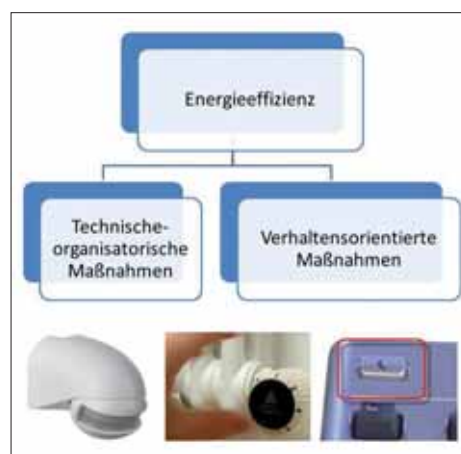 Energieeffizienz
Technische-
organisatorische
Maßnahmen
Verhaltensorientierte
Maßnahmen